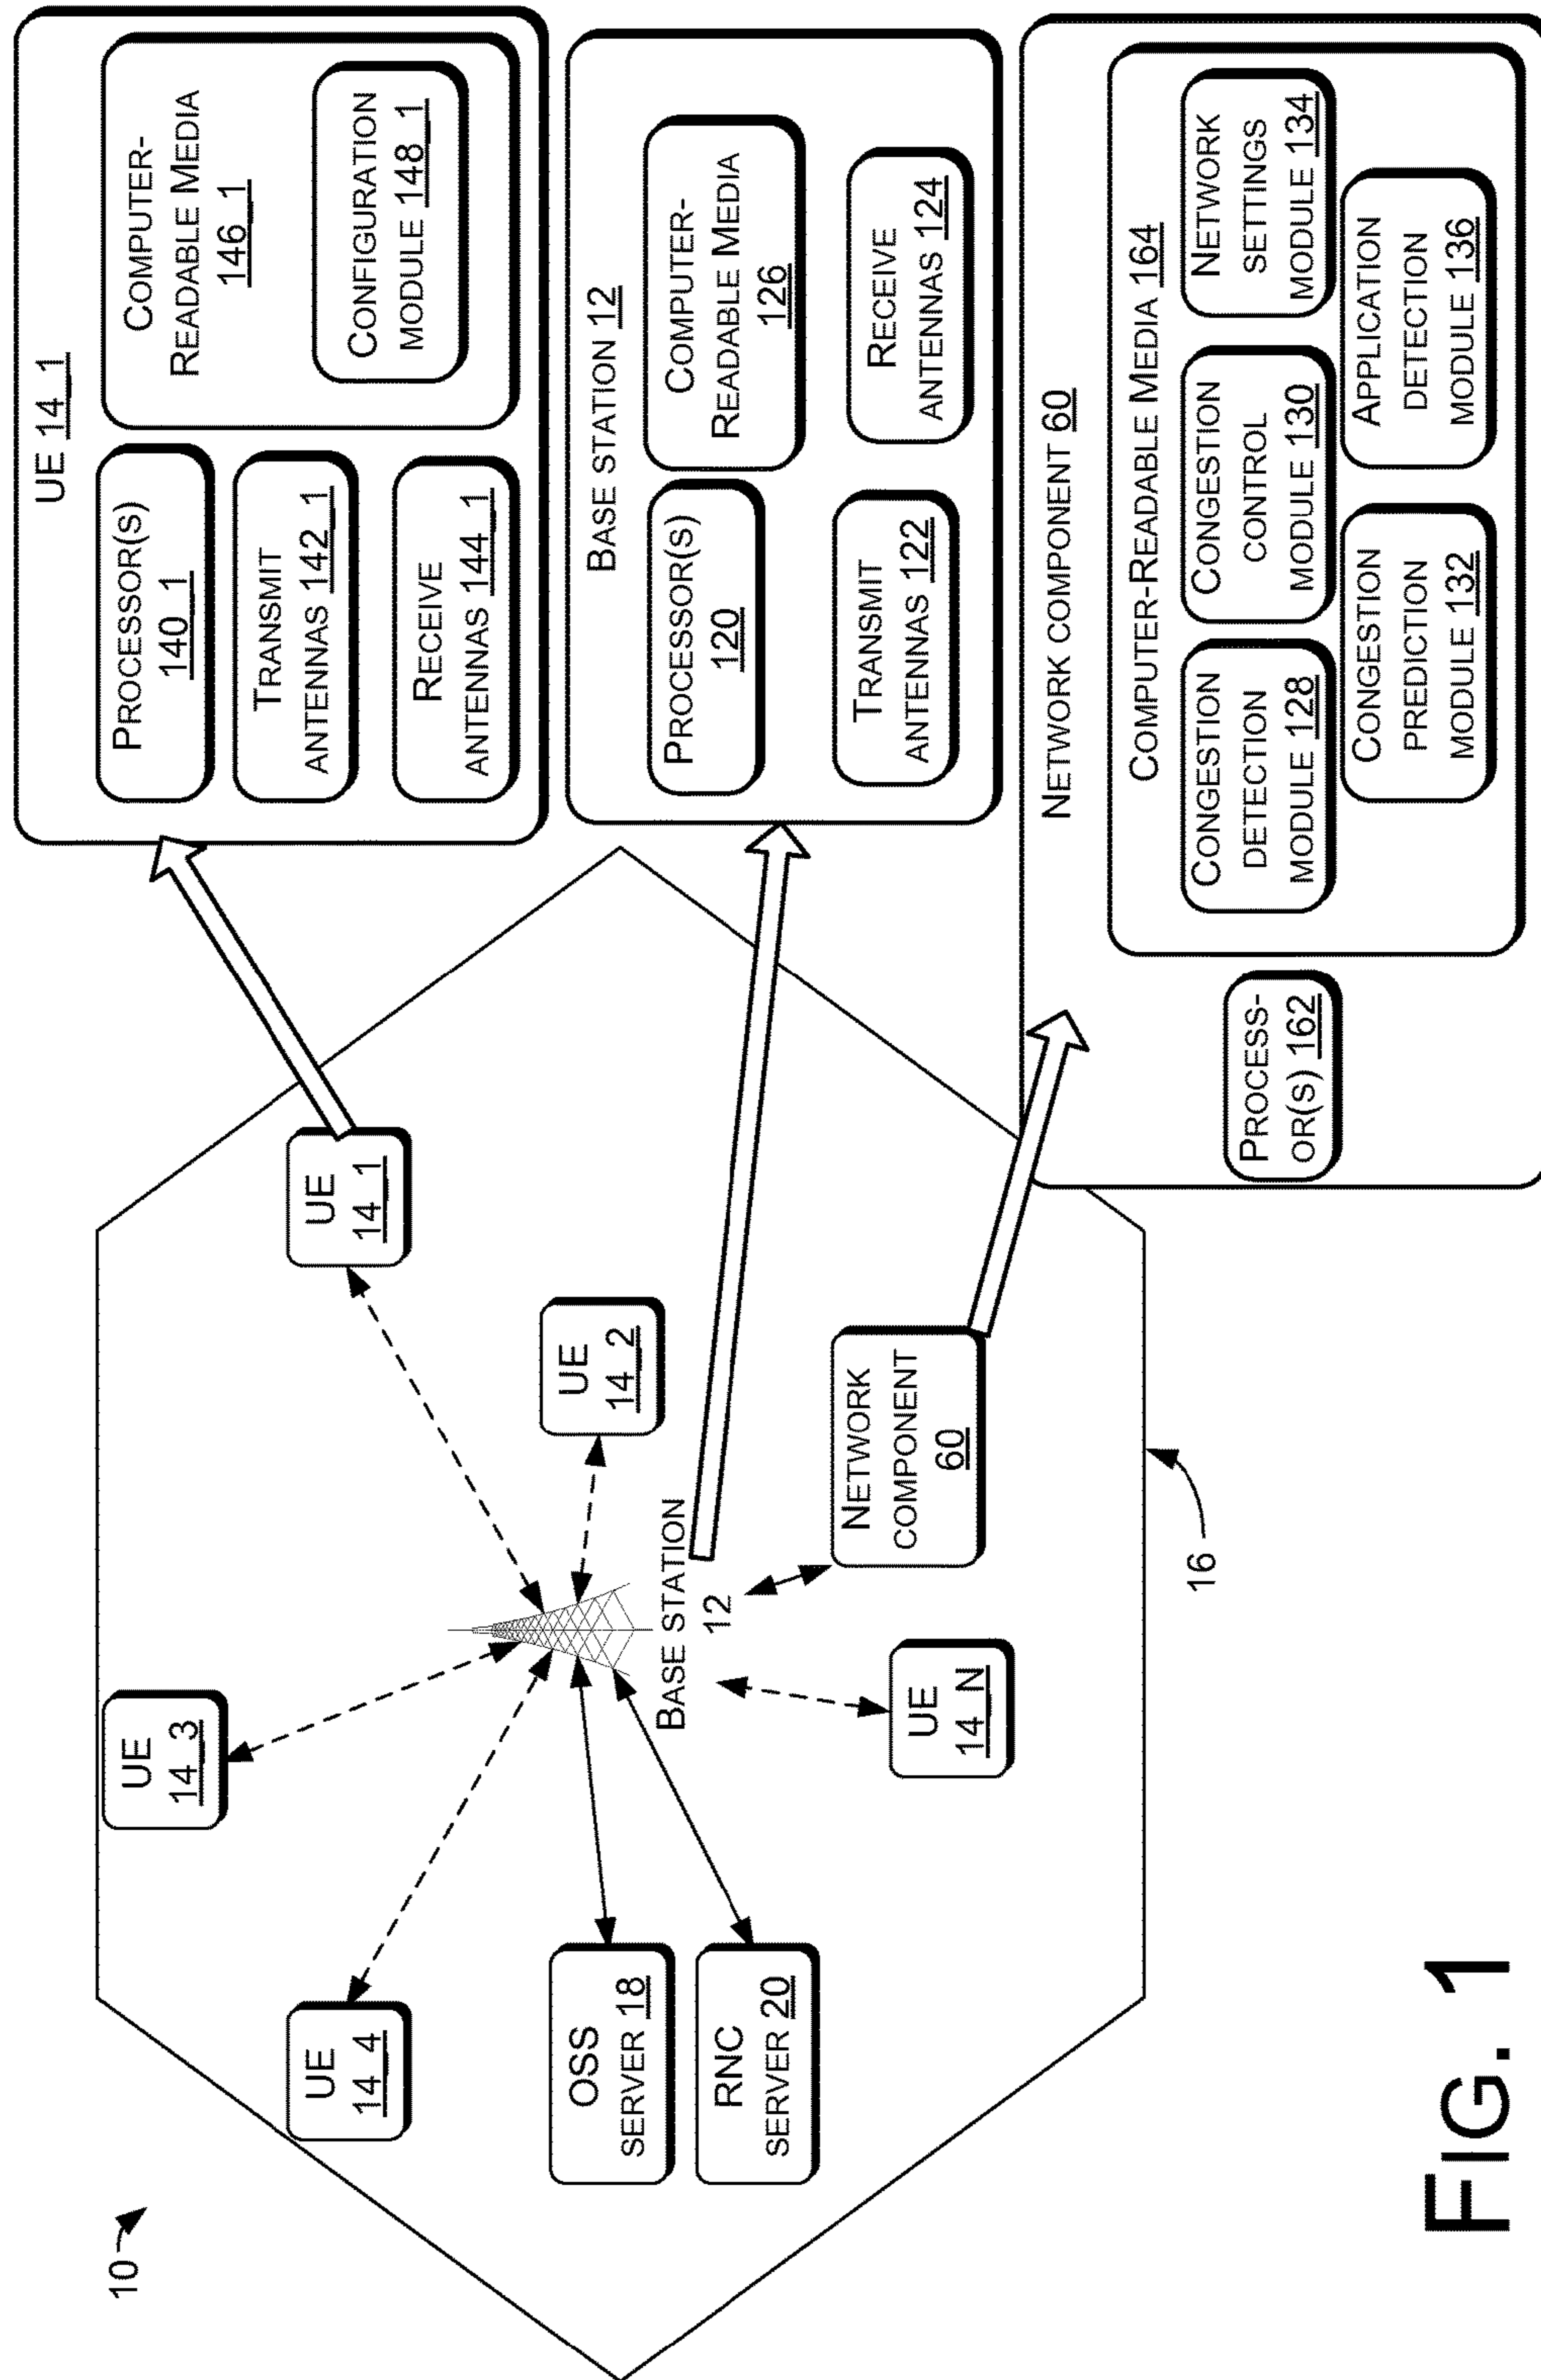 10
UE
14_4
UE
14_3
UE
14_1
UE
14_2
OSS
SERVER 18
RNC
SERVER 20
BASE STATION
12
UE
14_N
NETWORK
COMPONENT
60
16
UE 14_1
PROCESSOR(S)
140_1
TRANSMIT
ANTENNAS 142_1
RECEIVE
ANTENNAS 144_1
COMPUTER-
READABLE MEDIA
146_1
CONFIGURATION
MODULE 148_1
BASE STATION 12
PROCESSOR(S)
120
COMPUTER-
READABLE MEDIA
126
TRANSMIT
ANTENNAS 122
RECEIVE
ANTENNAS 124
NETWORK COMPONENT 60
PROCESS-
OR(S) 162
COMPUTER-READABLE MEDIA 164
CONGESTION
DETECTION
MODULE 128
CONGESTION
CONTROL
MODULE 130
NETWORK
SETTINGS
MODULE 134
CONGESTION
PREDICTION
MODULE 132
APPLICATION
DETECTION
MODULE 136
FIG. 1